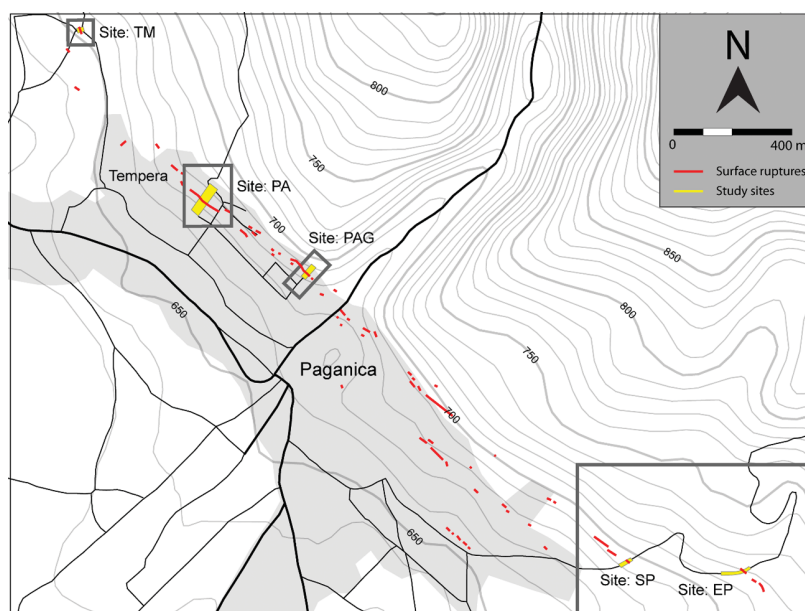 Site: TM
N
800
0
400 m
Surface ruptures
Study sites
750
Tempera
Site: PA
700
Site: PAG
850
800
650
750
Paganica
700
650
Site: SP
Site: EP